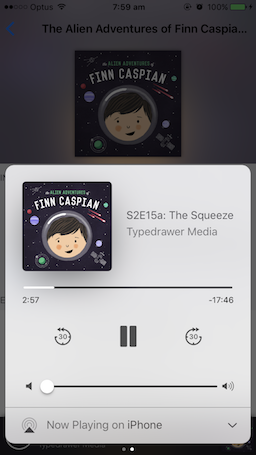 Optus
7:59 am
100%
The Alien Adventures of Finn Caspia...
the ALIEN ADVENTURES of
FINN CASPIAN
the ALIEN ADVENTURES of
FINN CASPIAN
S2E15a: The Squeeze
Typedrawer Media
2:57
-17:46
30
30
Now Playing on iPhone
Typedrawer Media